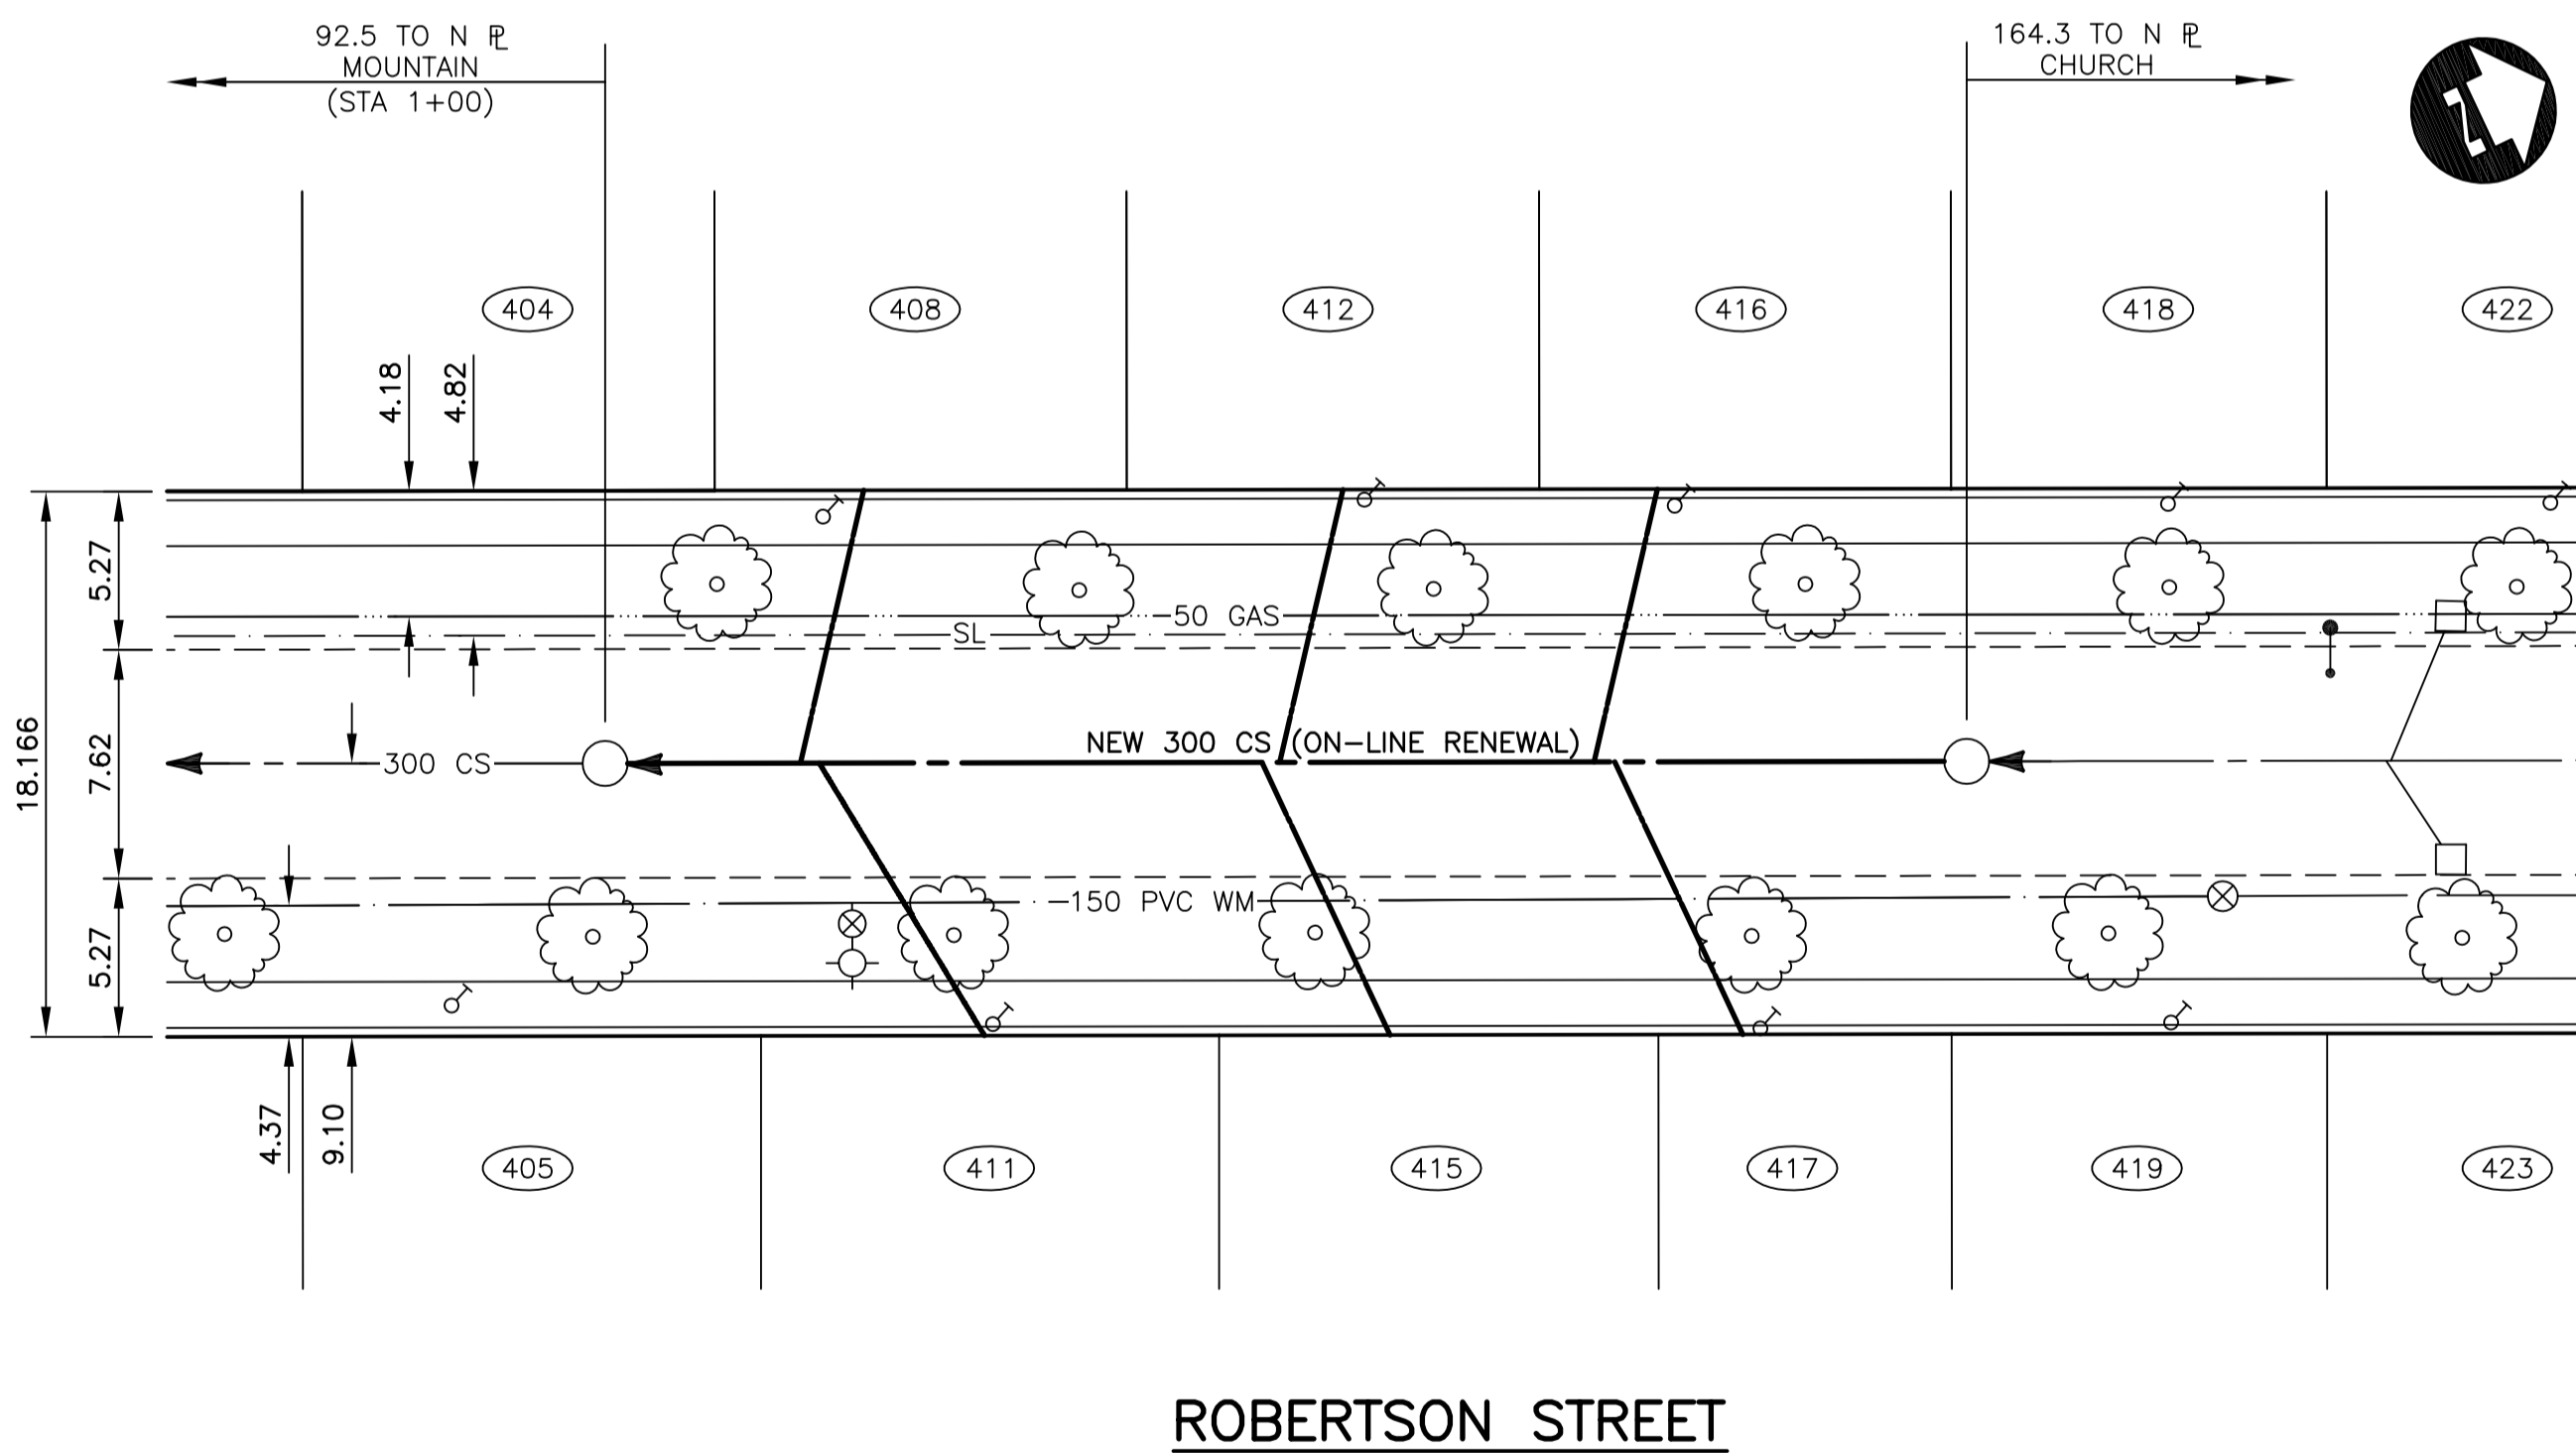 92.5 TO N ℄
MOUNTAIN
(STA 1+00)
164.3 TO N ℄
CHURCH
N
404
408
412
416
418
422
4.18
4.82
5.27
50 GAS
SL
18.166
7.62
NEW 300 CS (ON-LINE RENEWAL)
300 CS
150 PVC WM
5.27
4.37
9.10
405
411
415
417
419
423
ROBERTSON STREET